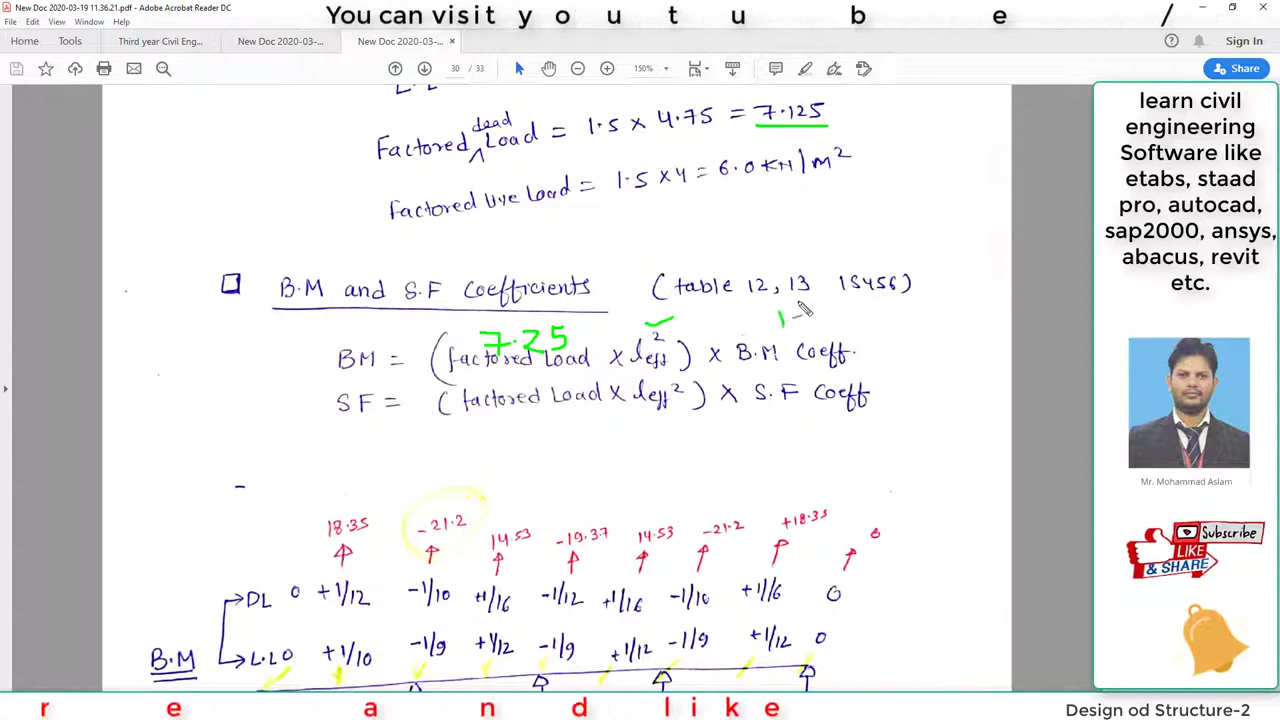 New Doc 2020-03-19 11.36.21.pdf - Adobe Acrobat Reader DC
You can visit y o u t u b e /
File Edit View Window Help
Home Tools Third year Civil Eng... New Doc 2020-03-... New Doc 2020-03-... × Sign In
30 / 33 150% Share
Factored dead Load = 1.5 x 4.75 = 7.125
Factored live Load = 1.5 x 4 = 6.0 KN/m²
B.M and S.F Coefficients (table 12, 13 IS456)
7.25 1
BM = (factored Load x leff²) x B.M Coeff.
SF = (factored Load x leff²) x S.F Coeff
18.35 -21.2 14.53 -19.37 14.53 -21.2 +18.35 0
DL 0 +1/12 -1/10 +1/16 -1/12 +1/16 -1/10 +1/6 0
B.M L.L 0 +1/10 -1/9 +1/12 -1/9 +1/12 -1/9 +1/12 0
learn civil
engineering
Software like
etabs, staad
pro, autocad,
sap2000, ansys,
abacus, revit
etc.
Mr. Mohammad Aslam
Subscribe
LIKE
& SHARE
r e a n d l i k e
Design od Structure-2